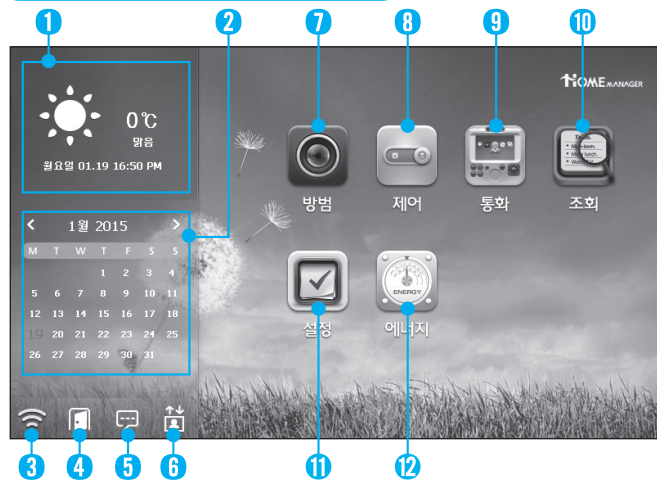 1 2 7 8 9 10
HOME MANAGER
0℃
맑음
월요일 01.19 16:50 PM
방범 제어 통화 조회
1월 2015
M T W T F S S
1 2 3 4
5 6 7 8 9 10 11
12 13 14 15 16 17 18
19 20 21 22 23 24 25
26 27 28 29 30 31
ENERGY
설정 에너지
3 4 5 6 11 12